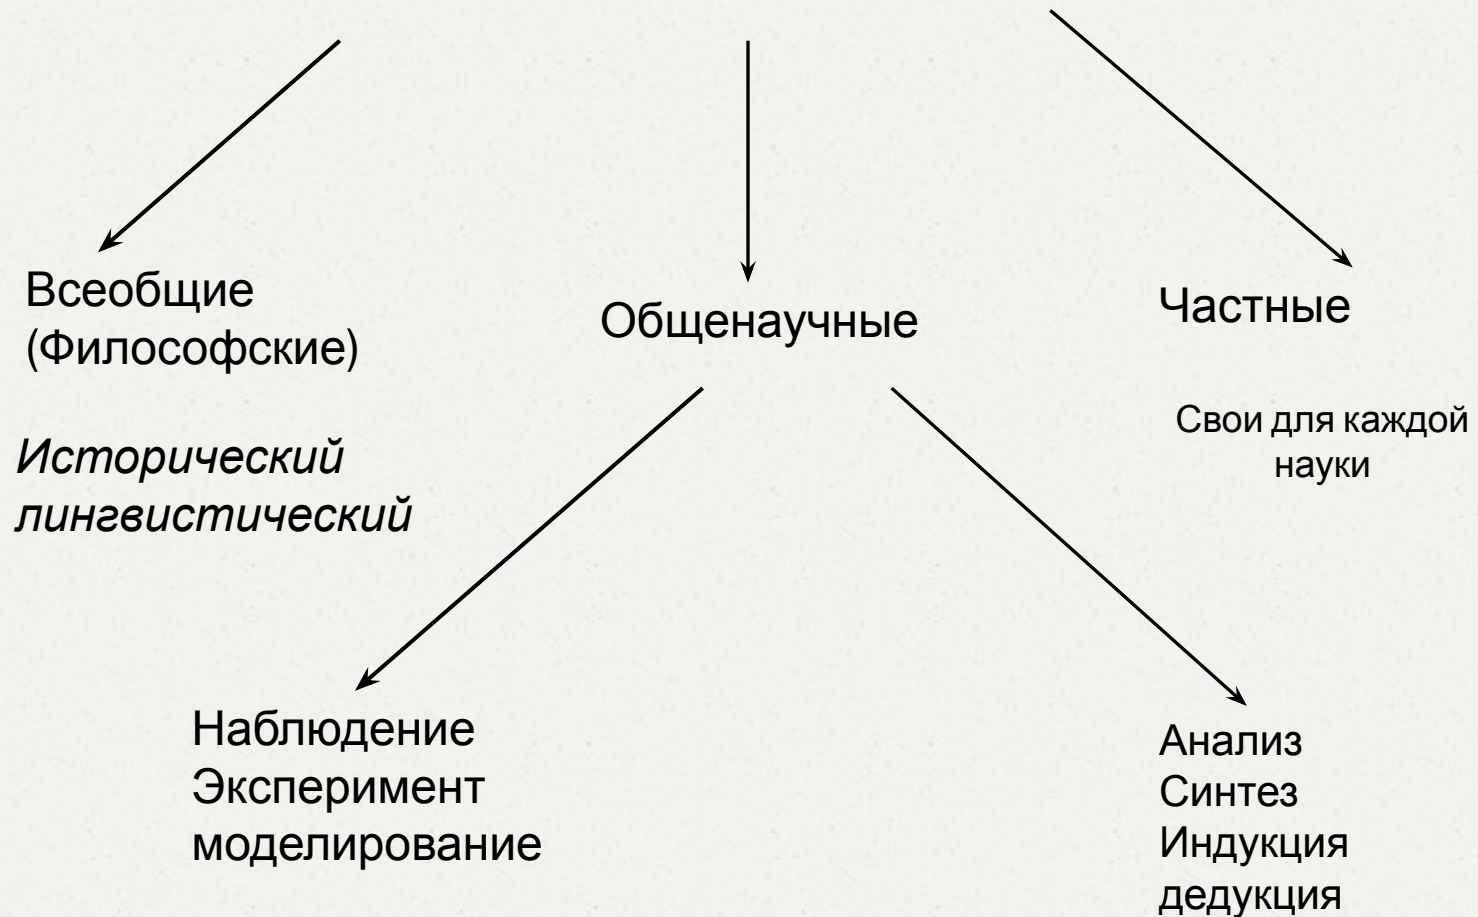 Всеобщие
(Философские)
Исторический
лингвистический
Общенаучные
Частные
Свои для каждой
науки
Наблюдение
Эксперимент
моделирование
Анализ
Синтез
Индукция
дедукция